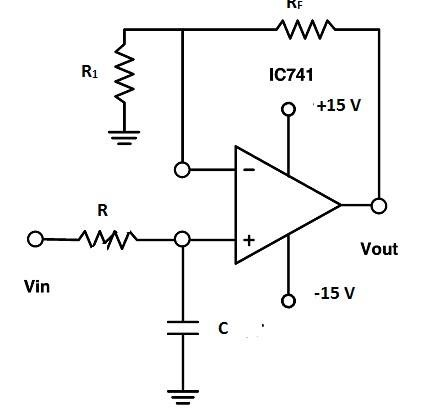 RF
R1
IC741
+15 V
−
R
+
Vout
Vin
-15 V
C